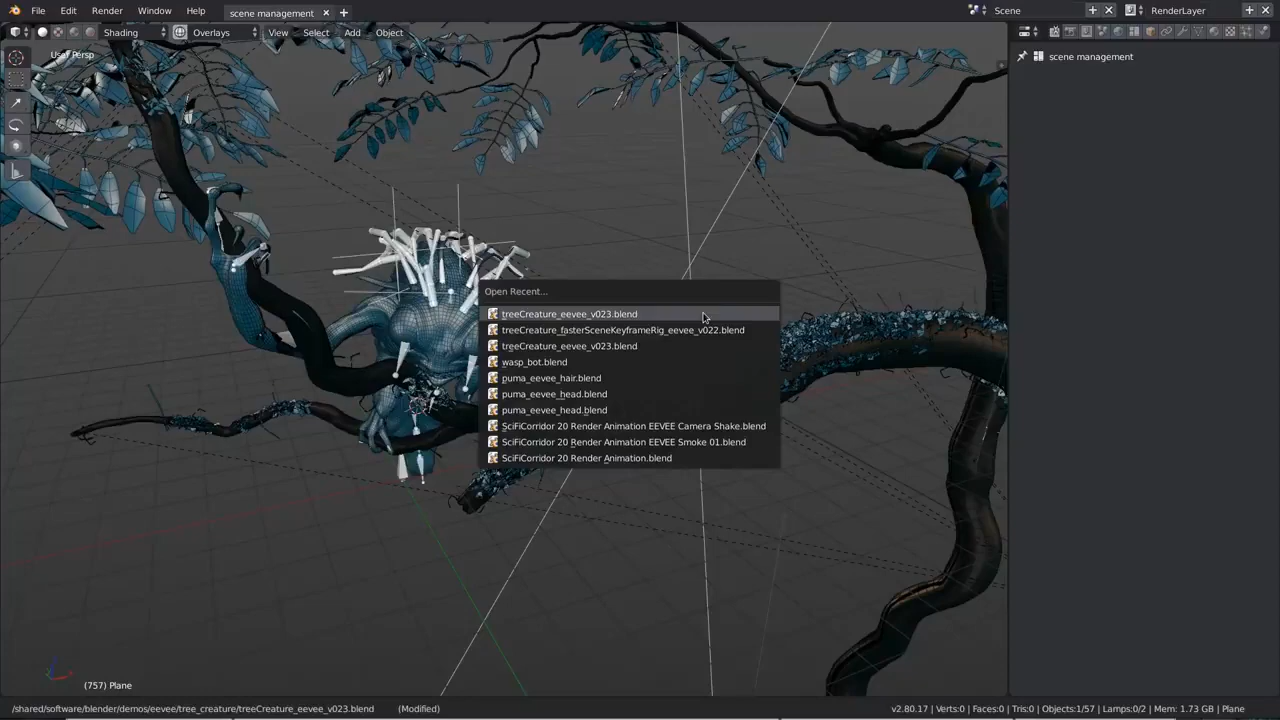 File Edit Render Window Help scene management Scene RenderLayer
Shading Overlays View Select Add Object
User Persp
scene management
Open Recent...
treeCreature_eevee_v023.blend
treeCreature_fasterSceneKeyframeRig_eevee_v022.blend
treeCreature_eevee_v023.blend
wasp_bot.blend
puma_eevee_hair.blend
puma_eevee_head.blend
puma_eevee_head.blend
SciFiCorridor 20 Render Animation EEVEE Camera Shake.blend
SciFiCorridor 20 Render Animation EEVEE Smoke 01.blend
SciFiCorridor 20 Render Animation.blend
(757) Plane
/shared/software/blender/demos/eevee/tree_creature/treeCreature_eevee_v023.blend (Modified) v2.80.17 | Verts:0 | Faces:0 | Tris:0 | Objects:1/57 | Lamps:0/2 | Mem: 1.73 GB | Plane